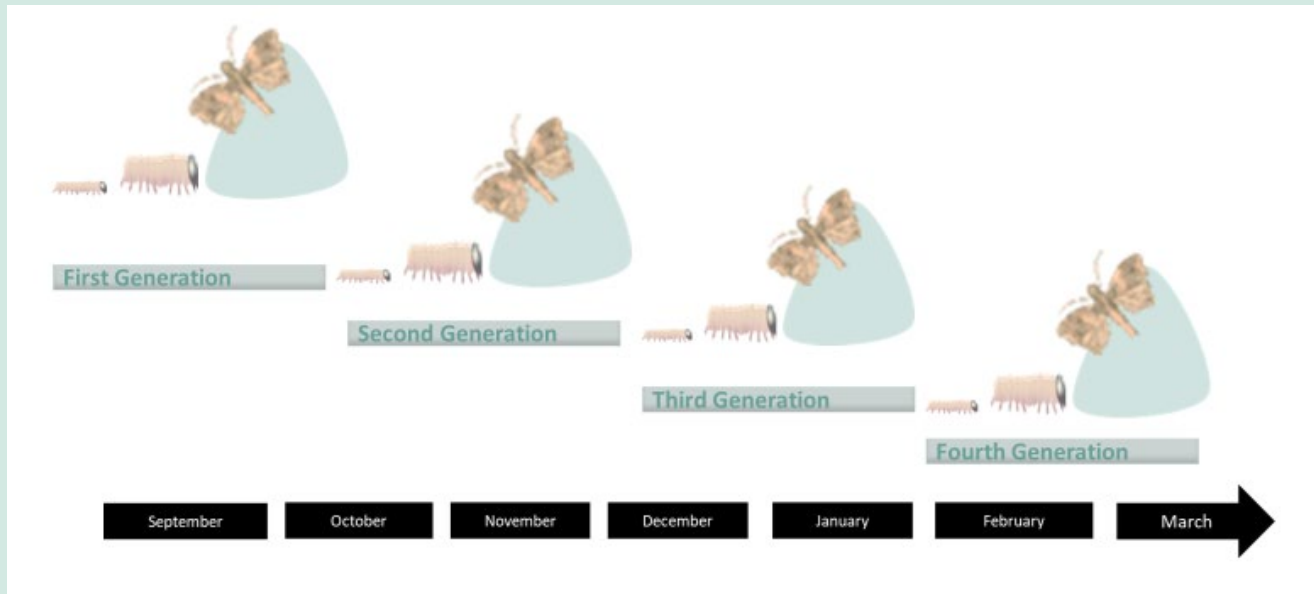 First Generation
Second Generation
Third Generation
Fourth Generation
September October November December January February March